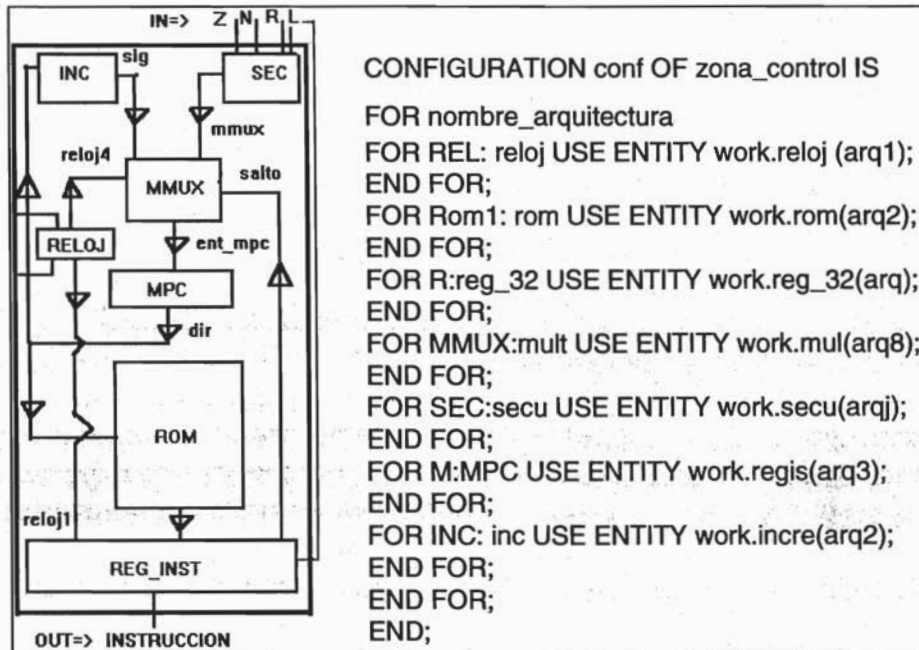 IN=> Z N R L
sig
INC
SEC
mmux
reloj4
MMUX
salto
RELOJ
ent_mpc
MPC
dir
ROM
reloj1
REG_INST
OUT=> INSTRUCCION
CONFIGURATION conf OF zona_control IS
FOR nombre_arquitectura
FOR REL: reloj USE ENTITY work.reloj (arq1);
END FOR;
FOR Rom1: rom USE ENTITY work.rom(arq2);
END FOR;
FOR R:reg_32 USE ENTITY work.reg_32(arq);
END FOR;
FOR MMUX:mult USE ENTITY work.mul(arq8);
END FOR;
FOR SEC:secu USE ENTITY work.secu(arqj);
END FOR;
FOR M:MPC USE ENTITY work.regis(arq3);
END FOR;
FOR INC: inc USE ENTITY work.incre(arq2);
END FOR;
END FOR;
END;